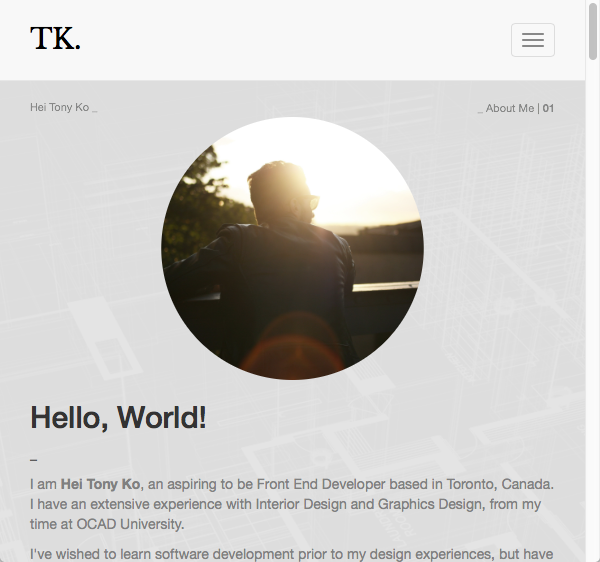 TK.
Hei Tony Ko _
_ About Me | 01
Hello, World!
_
I am Hei Tony Ko, an aspiring to be Front End Developer based in Toronto, Canada.
I have an extensive experience with Interior Design and Graphics Design, from my
time at OCAD University.
I've wished to learn software development prior to my design experiences, but have